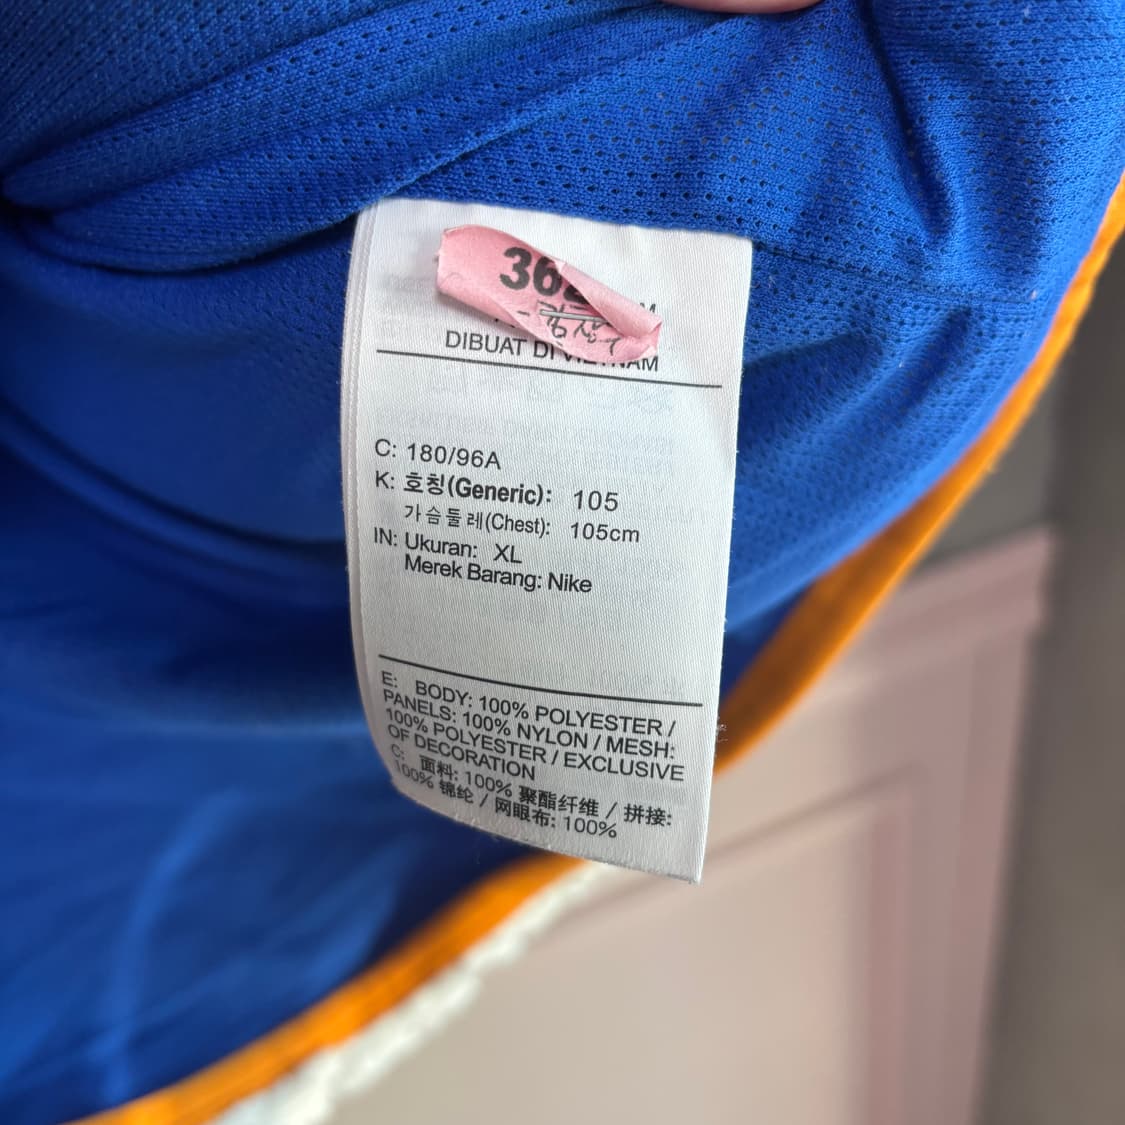 DIBUAT DI
C: 180/96A
K: 호칭(Generic): 105
가슴둘레(Chest): 105cm
IN: Ukuran: XL
Merek Barang: Nike
E: BODY: 100% POLYESTER /
PANELS: 100% NYLON / MESH:
100% POLYESTER / EXCLUSIVE
OF DECORATION
C: 面料: 100% 聚酯纤维 / 拼接:
100% 锦纶 / 网眼布: 100%